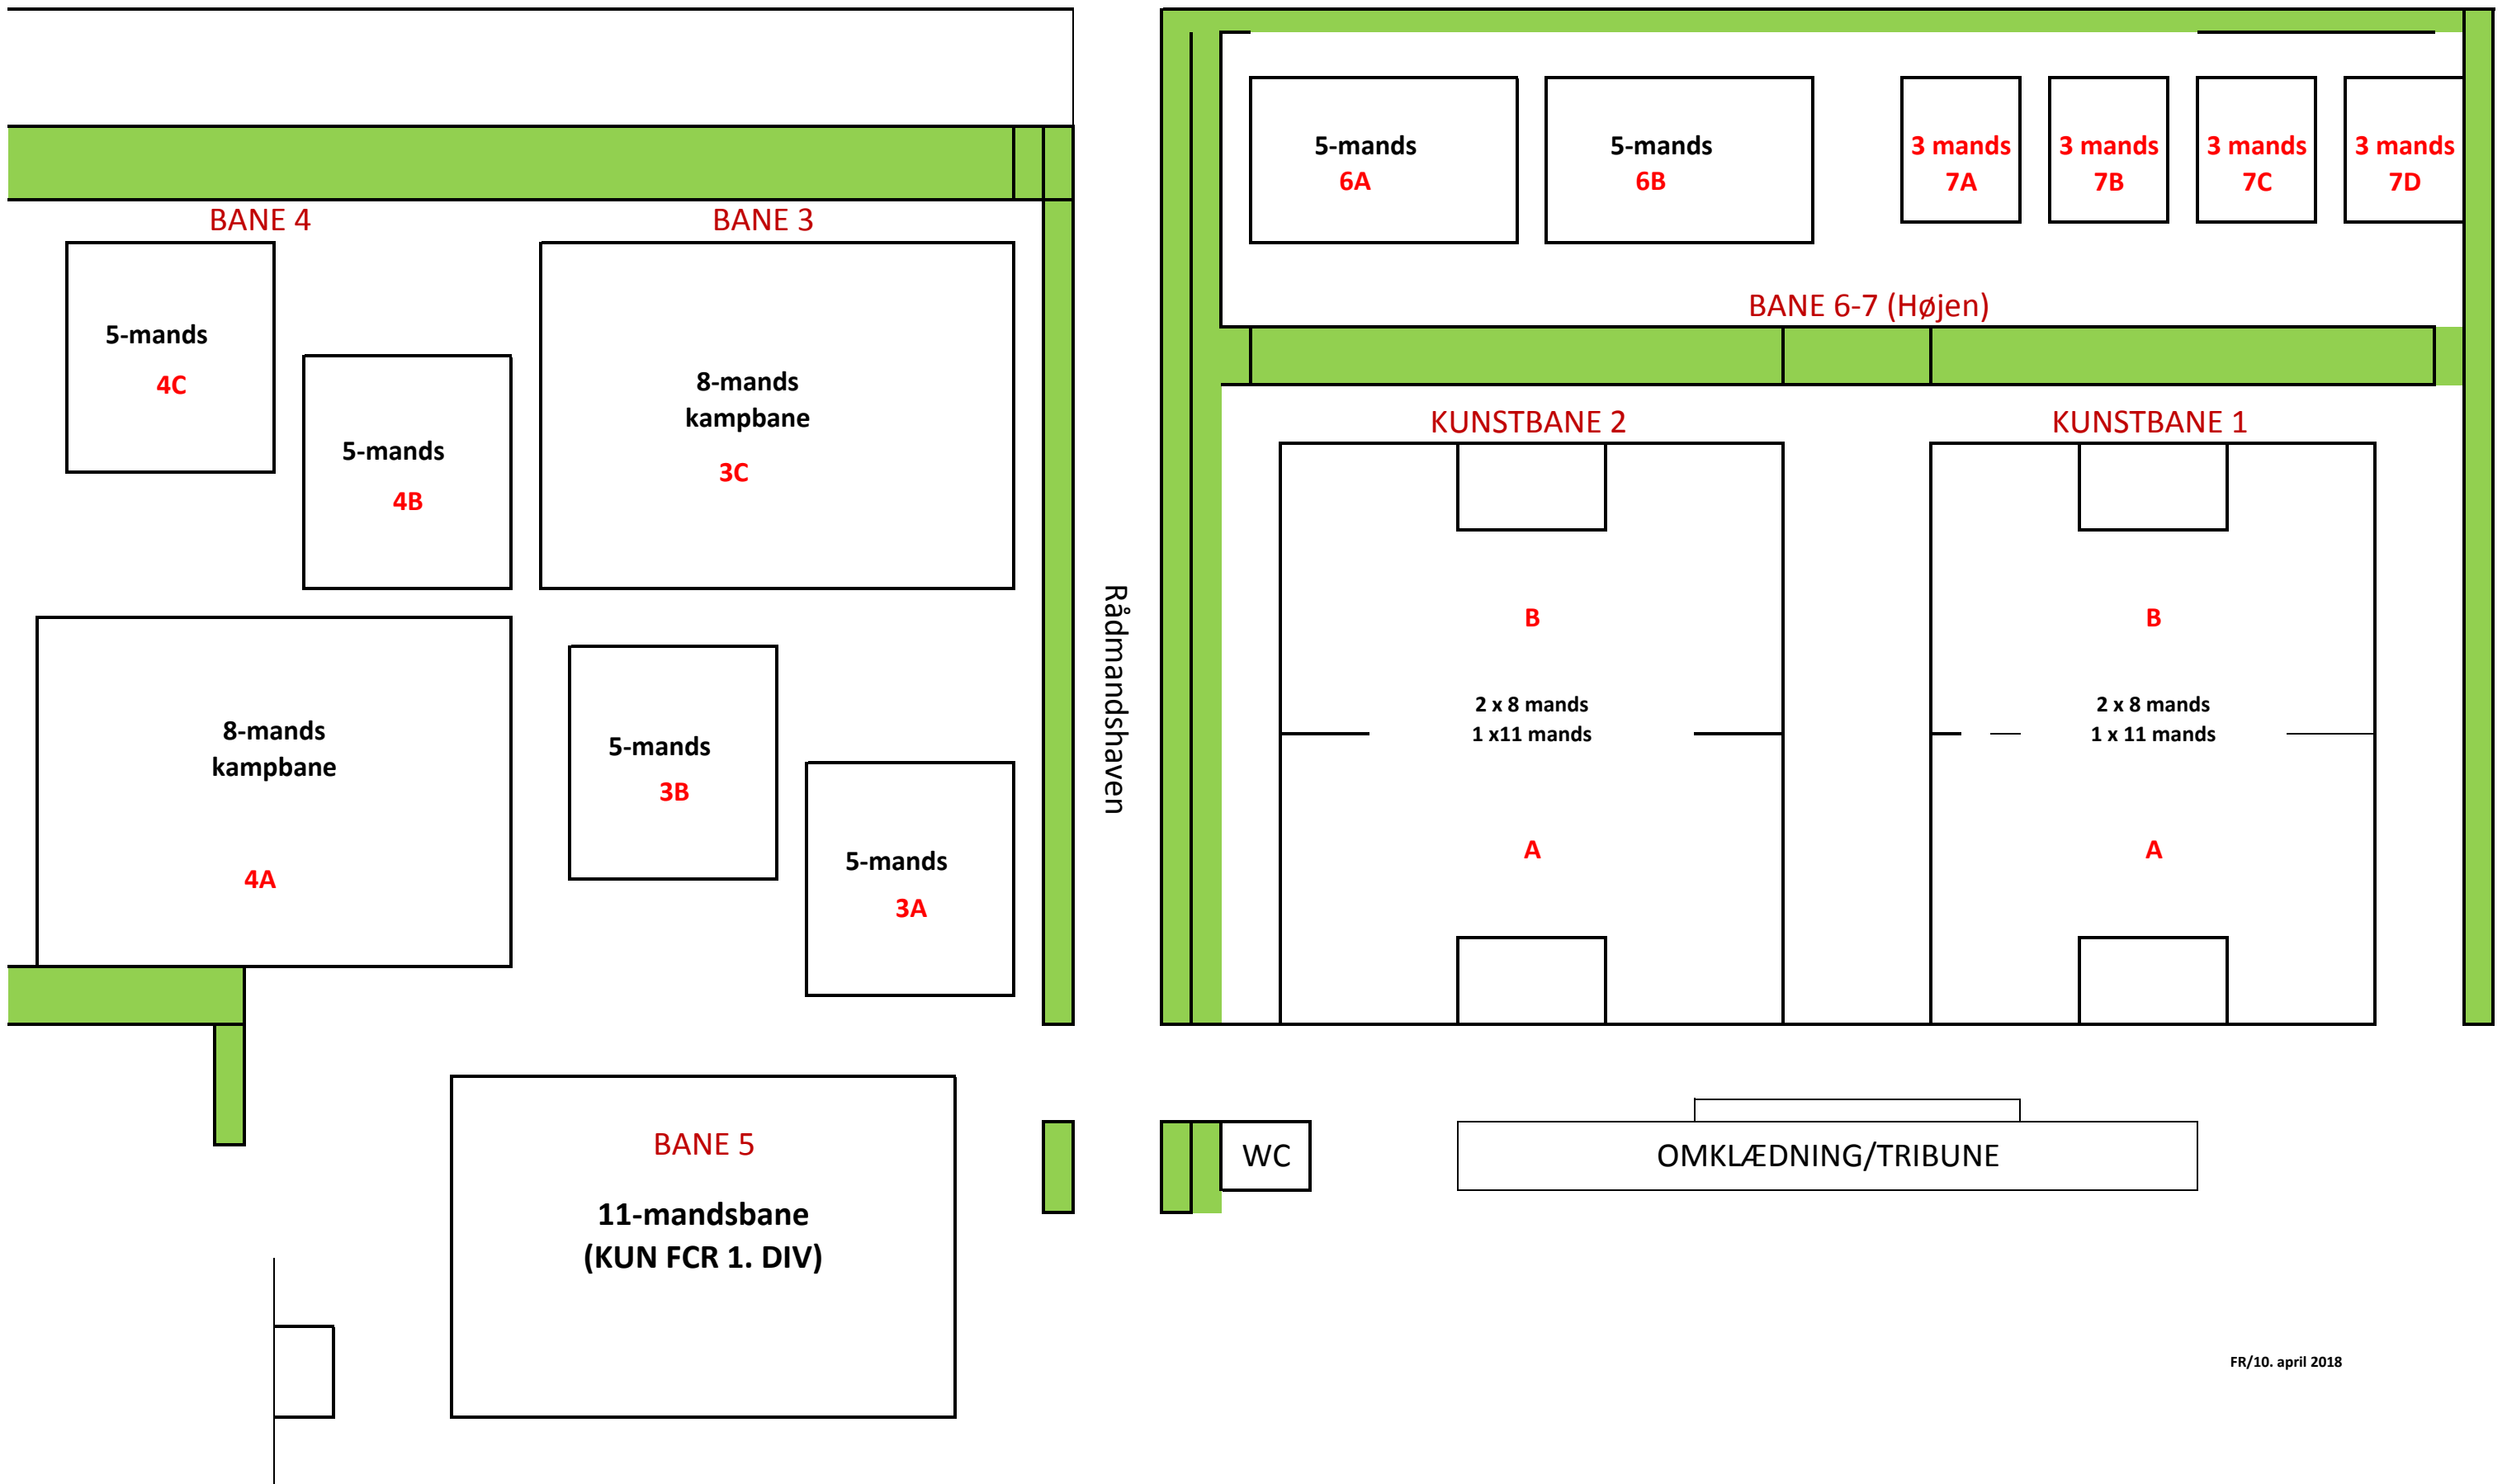 BANE 4
BANE 3
5-mands
4C
5-mands
4B
8-mands
kampbane
3C
8-mands
kampbane
4A
5-mands
3B
5-mands
3A
BANE 5
11-mandsbane
(KUN FCR 1. DIV)
Rådmandshaven
5-mands
6A
5-mands
6B
3 mands
7A
3 mands
7B
3 mands
7C
3 mands
7D
BANE 6-7 (Højen)
KUNSTBANE 2
B
2 x 8 mands
1 x11 mands
A
KUNSTBANE 1
B
2 x 8 mands
1 x 11 mands
A
WC
OMKLÆDNING/TRIBUNE
FR/10. april 2018